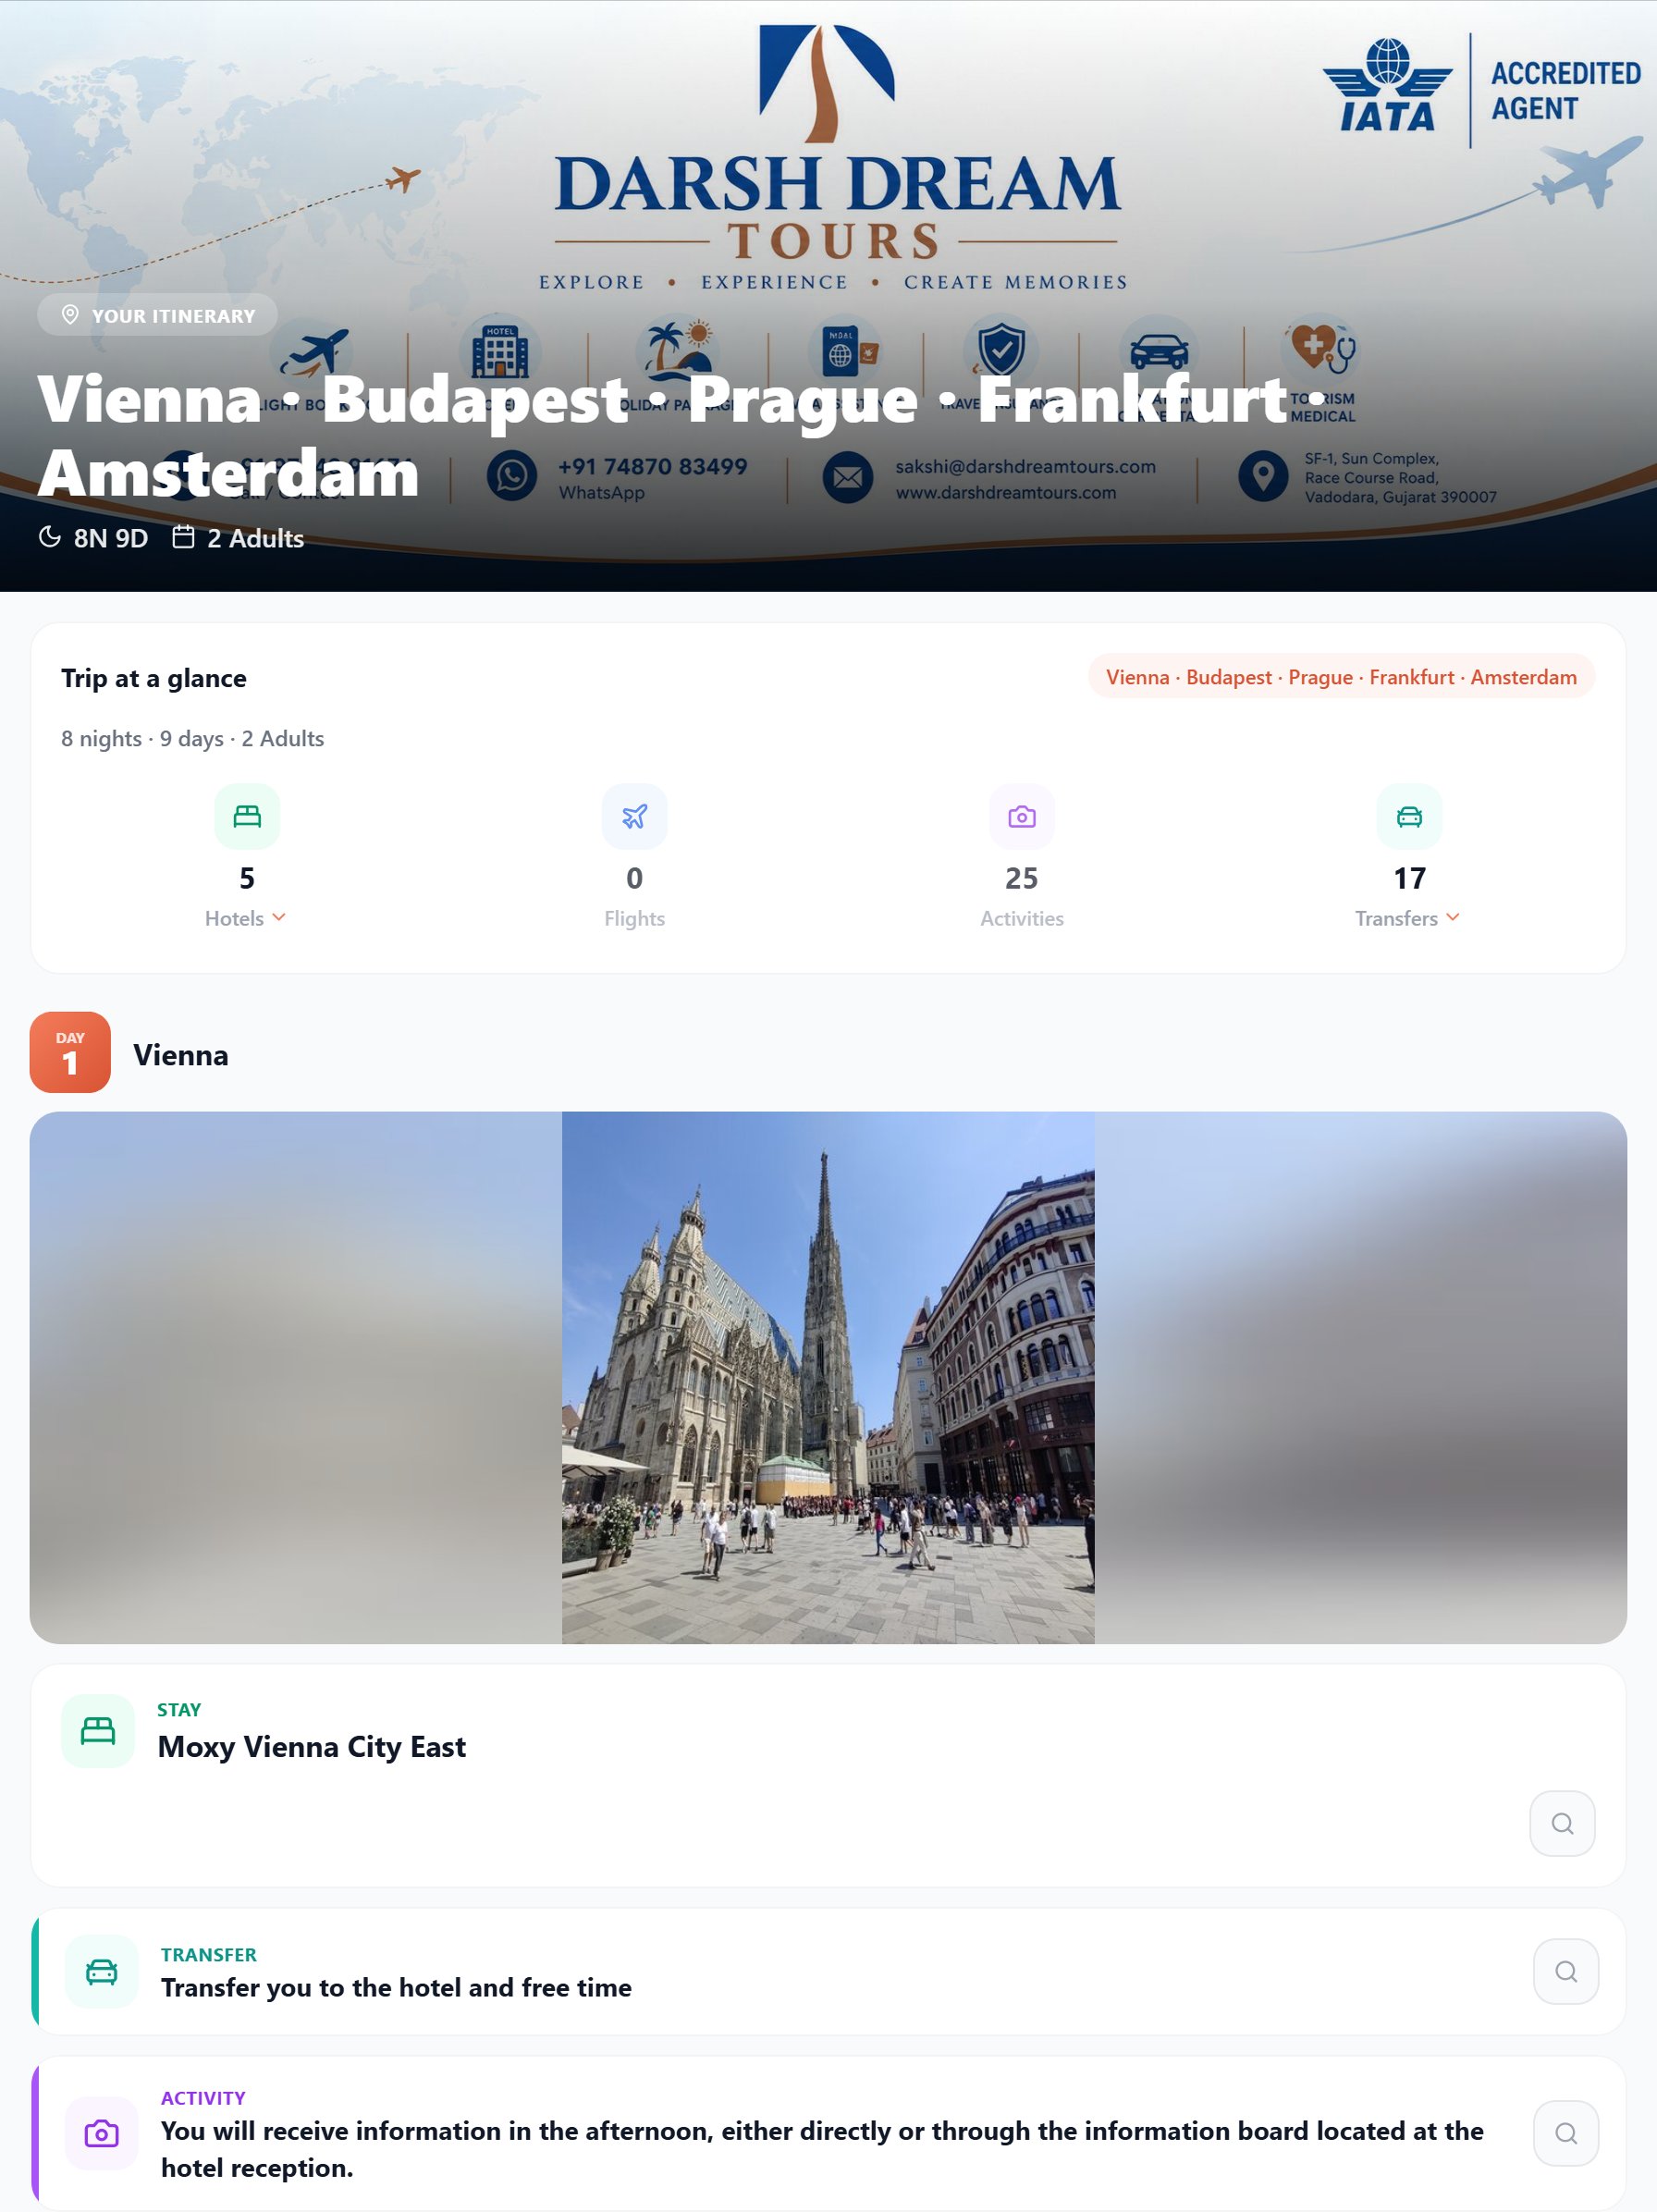 DARSH DREAM
TOURS
EXPLORE • EXPERIENCE • CREATE MEMORIES
IATA
ACCREDITED
AGENT
YOUR ITINERARY
HOTEL
Vienna · Budapest · Prague · Frankfurt ·
Amsterdam
TOURISM
MEDICAL
+91 74870 83499
WhatsApp
sakshi@darshdreamtours.com
www.darshdreamtours.com
SF-1, Sun Complex,
Race Course Road,
Vadodara, Gujarat 390007
8N 9D 2 Adults
Trip at a glance
Vienna · Budapest · Prague · Frankfurt · Amsterdam
8 nights · 9 days · 2 Adults
5 0 25 17
Hotels Flights Activities Transfers
DAY
1
Vienna
STAY
Moxy Vienna City East
TRANSFER
Transfer you to the hotel and free time
ACTIVITY
You will receive information in the afternoon, either directly or through the information board located at the
hotel reception.